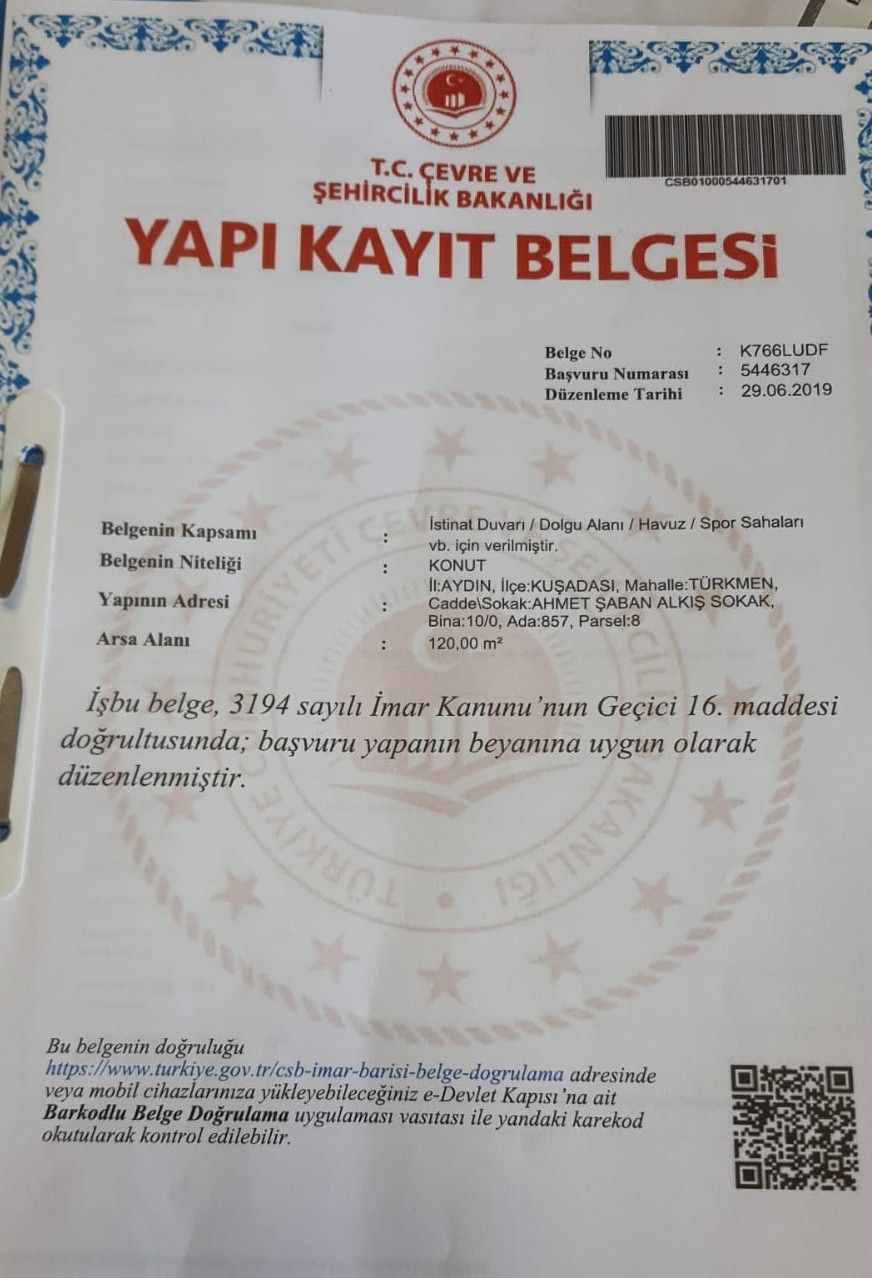 T.C. ÇEVRE VE
ŞEHİRCİLİK BAKANLIĞI
CSB01000544631701
YAPI KAYIT BELGESİ
Belge No : K766LUDF
Başvuru Numarası : 5446317
Düzenleme Tarihi : 29.06.2019
Belgenin Kapsamı : İstinat Duvarı / Dolgu Alanı / Havuz / Spor Sahaları
vb. için verilmiştir.
Belgenin Niteliği : KONUT
Yapının Adresi : İl:AYDIN, İlçe:KUŞADASI, Mahalle:TÜRKMEN,
Cadde\Sokak:AHMET ŞABAN ALKIŞ SOKAK,
Bina:10/0, Ada:857, Parsel:8
Arsa Alanı : 120,00 m²
İşbu belge, 3194 sayılı İmar Kanunu’nun Geçici 16. maddesi
doğrultusunda; başvuru yapanın beyanına uygun olarak
düzenlenmiştir.
Bu belgenin doğruluğu
https://www.turkiye.gov.tr/csb-imar-barisi-belge-dogrulama adresinde
veya mobil cihazlarınıza yükleyebileceğiniz e-Devlet Kapısı’na ait
Barkodlu Belge Doğrulama uygulaması vasıtası ile yandaki karekod
okutularak kontrol edilebilir.